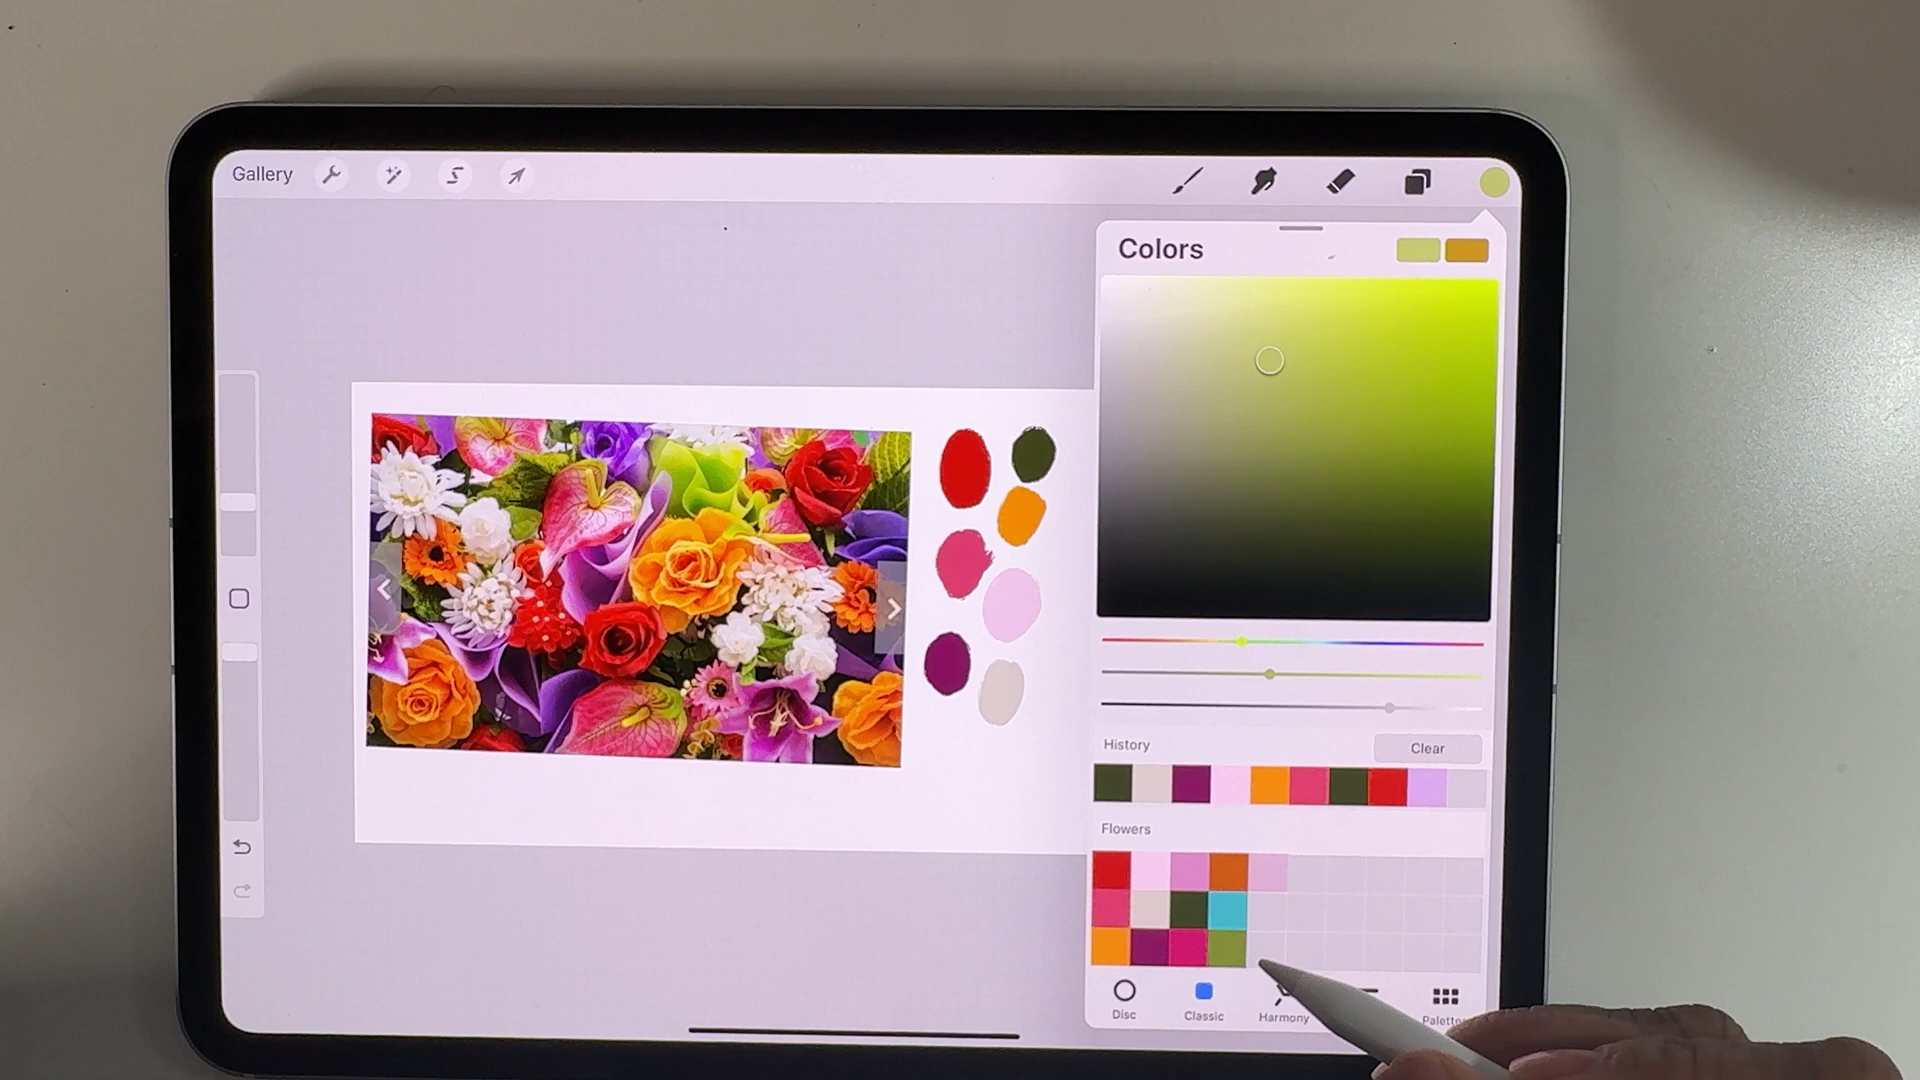 Gallery
Colors
History
Clear
Flowers
Disc
Classic
Harmony